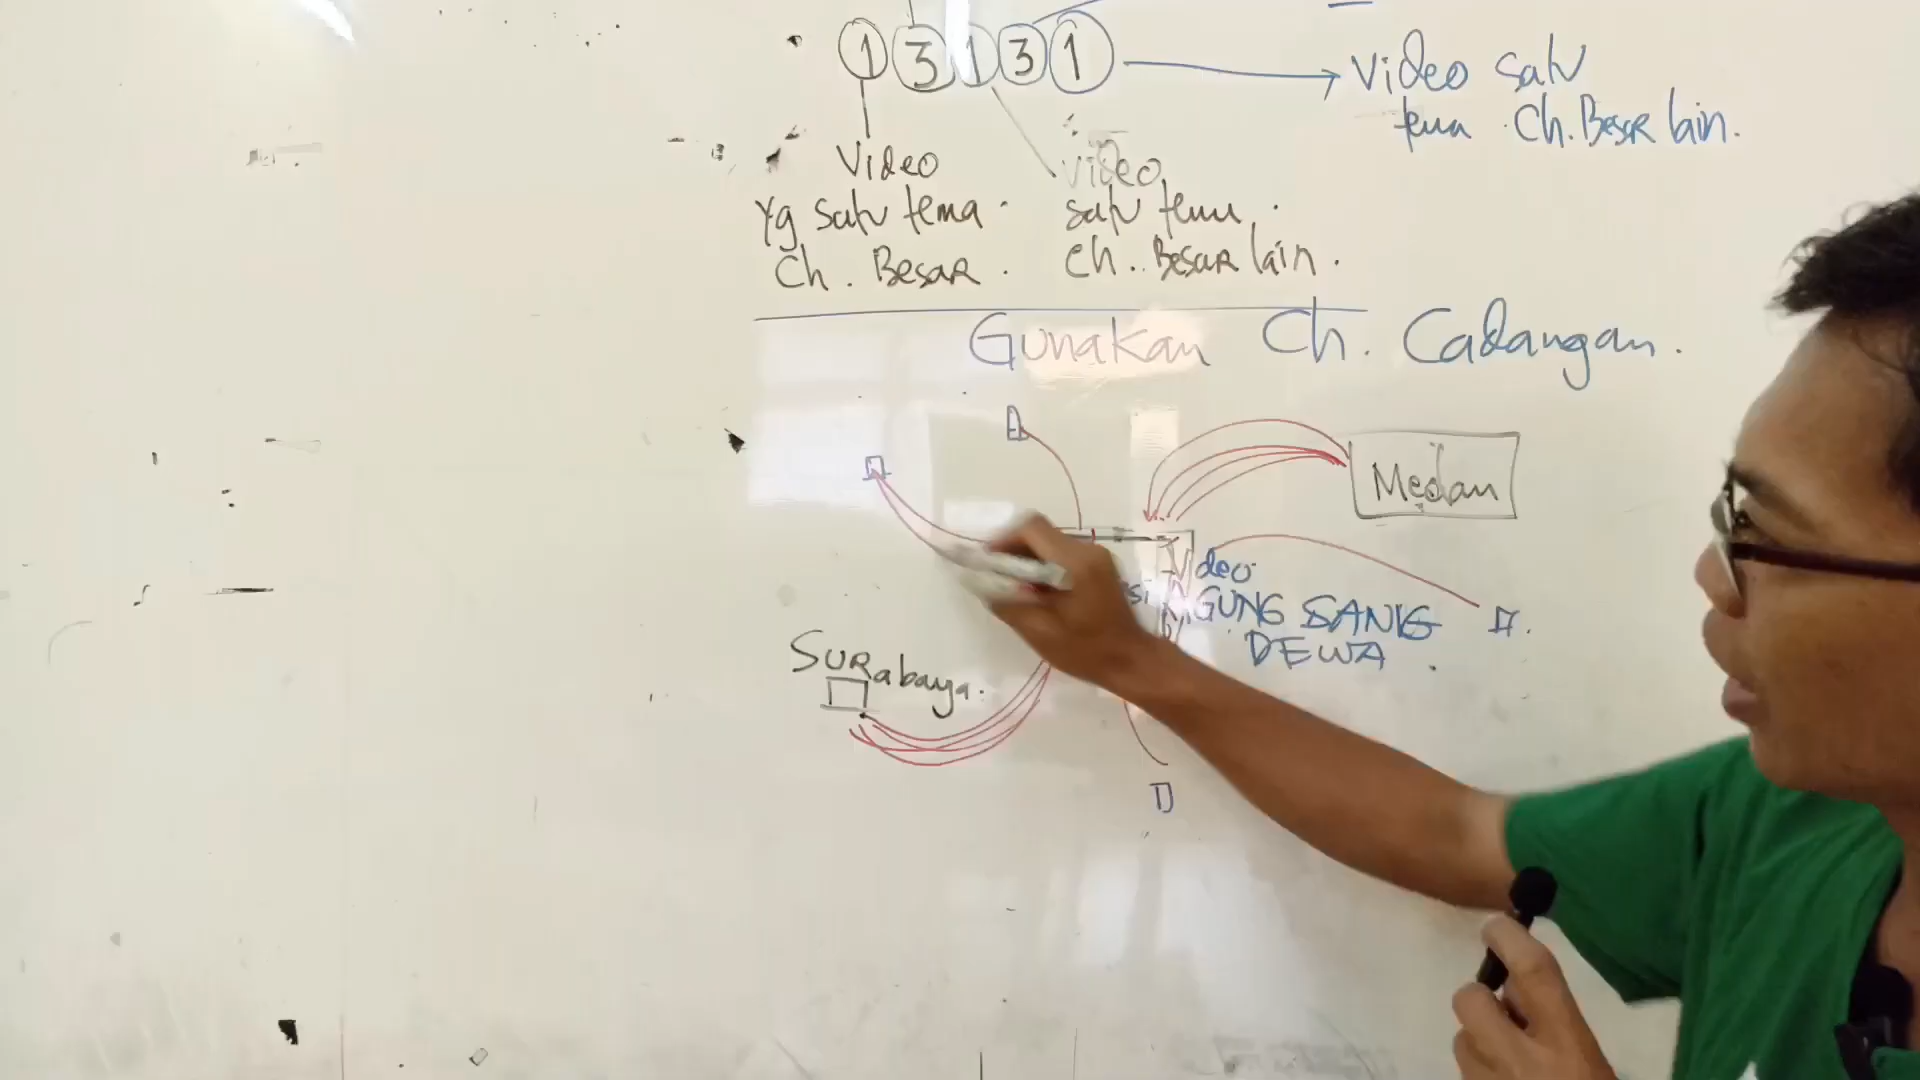 1 3 1 3 1
Video satu
tema Ch. Besar lain.
Video
Yg satu tema
Ch. Besar.
Video
satu tema
Ch. Besar lain.
Gunakan Ch. Cadangan.
Medan
Video
si AGUNG SANG
DEWA
Surabaya.